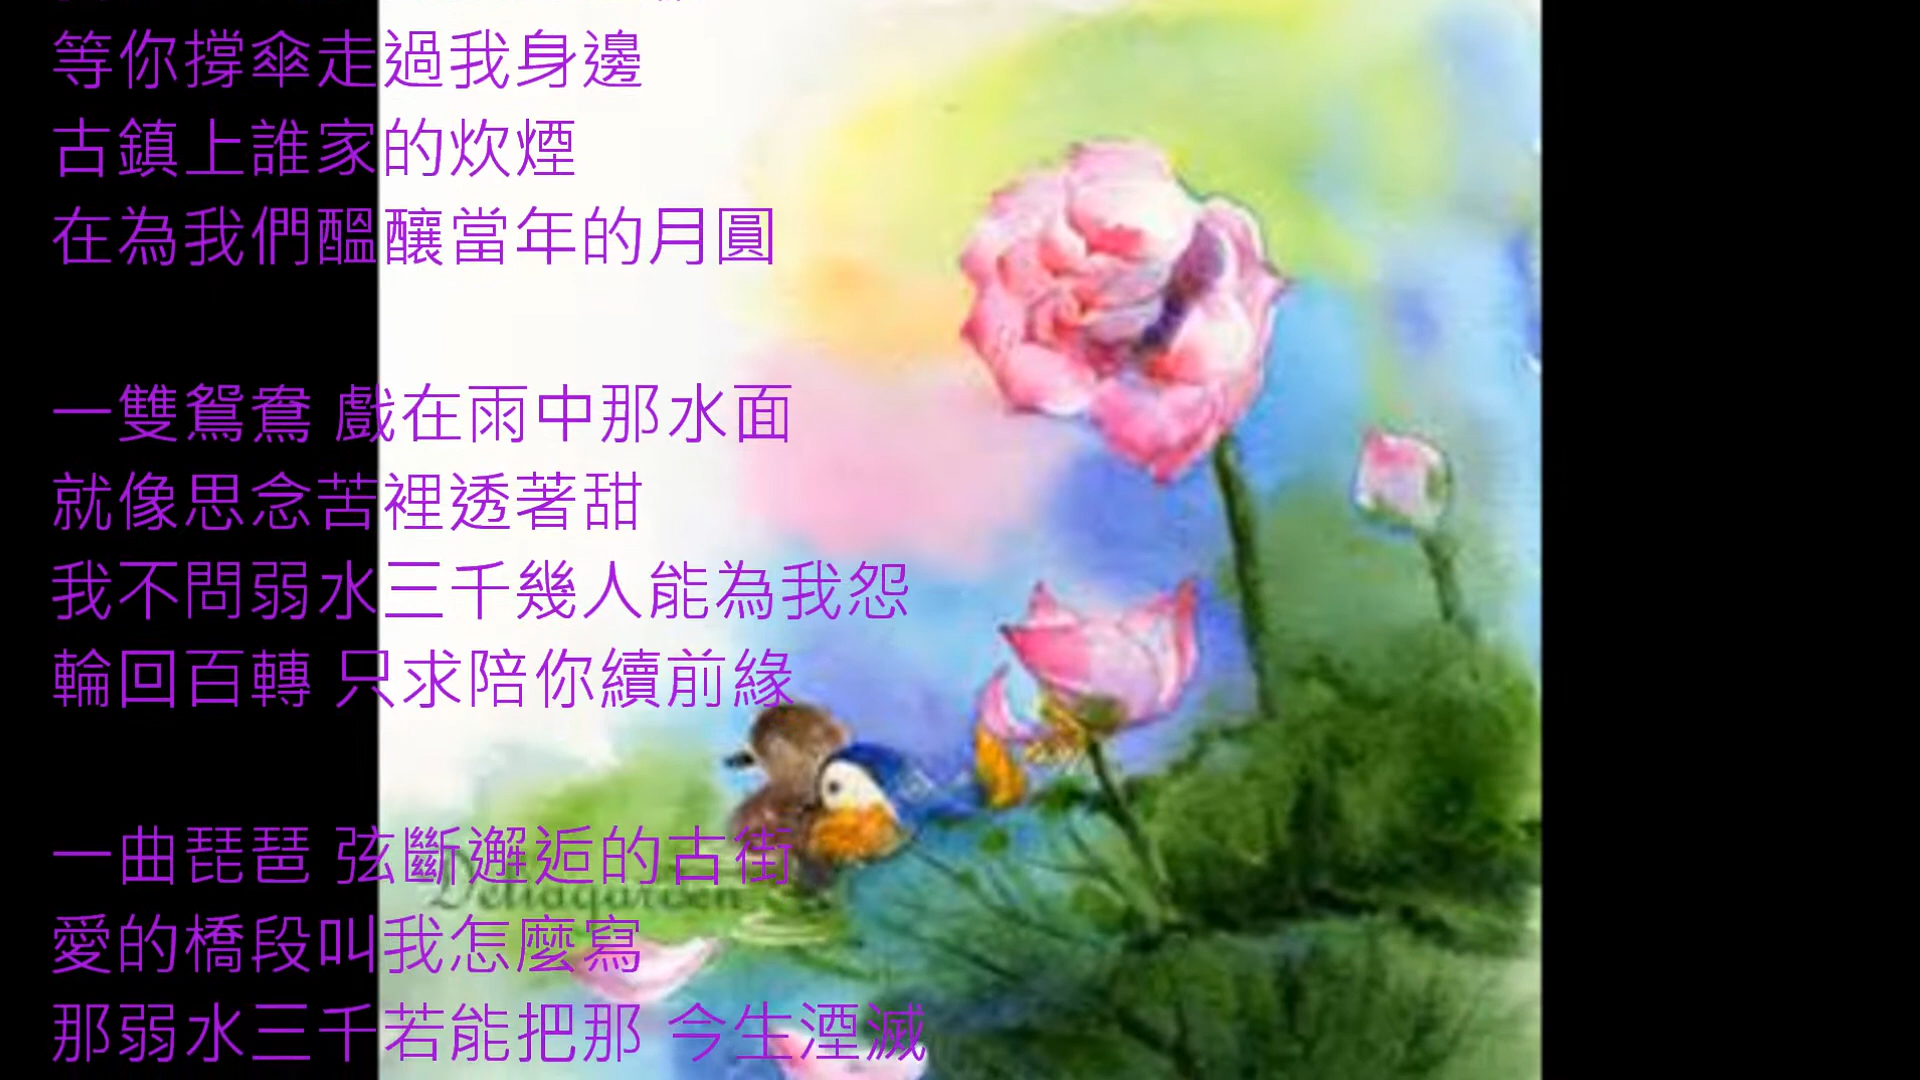 等你撐傘走過我身邊
古鎮上誰家的炊煙
在為我們醞釀當年的月圓
一雙鴛鴦 戲在雨中那水面
就像思念苦裡透著甜
我不問弱水三千幾人能為我怨
輪回百轉 只求陪你續前緣
一曲琵琶 弦斷邂逅的古街
愛的橋段叫我怎麼寫
那弱水三千若能把那 今生湮滅